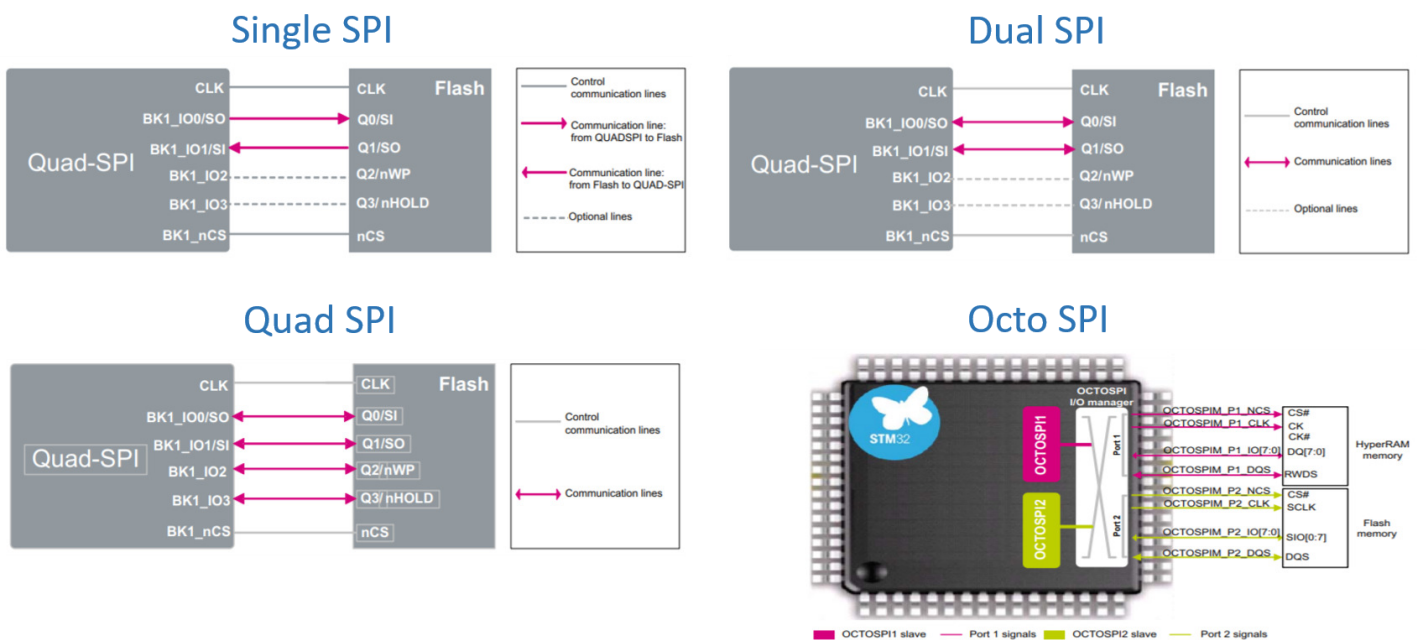 Single SPI
CLK
BK1_IO0/SO
BK1_IO1/SI
BK1_IO2
BK1_IO3
BK1_nCS
Quad-SPI
Flash
CLK
Q0/SI
Q1/SO
Q2/nWP
Q3/nHOLD
nCS
Control
communication lines
Communication line:
from QUADSPI to Flash
Communication line:
from Flash to QUAD-SPI
Optional lines
Dual SPI
CLK
BK1_IO0/SO
BK1_IO1/SI
BK1_IO2
BK1_IO3
BK1_nCS
Quad-SPI
Flash
CLK
Q0/SI
Q1/SO
Q2/nWP
Q3/nHOLD
nCS
Control
communication lines
Communication lines
Optional lines
Quad SPI
CLK
BK1_IO0/SO
BK1_IO1/SI
BK1_IO2
BK1_IO3
BK1_nCS
Quad-SPI
Flash
CLK
Q0/SI
Q1/SO
Q2/nWP
Q3/nHOLD
nCS
Control
communication lines
Communication lines
Octo SPI
STM32
OCTOSPI
I/O manager
OCTOSPI1
OCTOSPI2
Port 1
Port 2
OCTOSPIM_P1_NCS
OCTOSPIM_P1_CLK
OCTOSPIM_P1_IO[7:0]
OCTOSPIM_P1_DQS
CS#
CK
CK#
DQ[7:0]
RWDS
HyperRAM
memory
OCTOSPIM_P2_NCS
OCTOSPIM_P2_CLK
OCTOSPIM_P2_IO[7:0]
OCTOSPIM_P2_DQS
CS#
SCLK
SIO[0:7]
DQS
Flash
memory
OCTOSPI1 slave
Port 1 signals
OCTOSPI2 slave
Port 2 signals